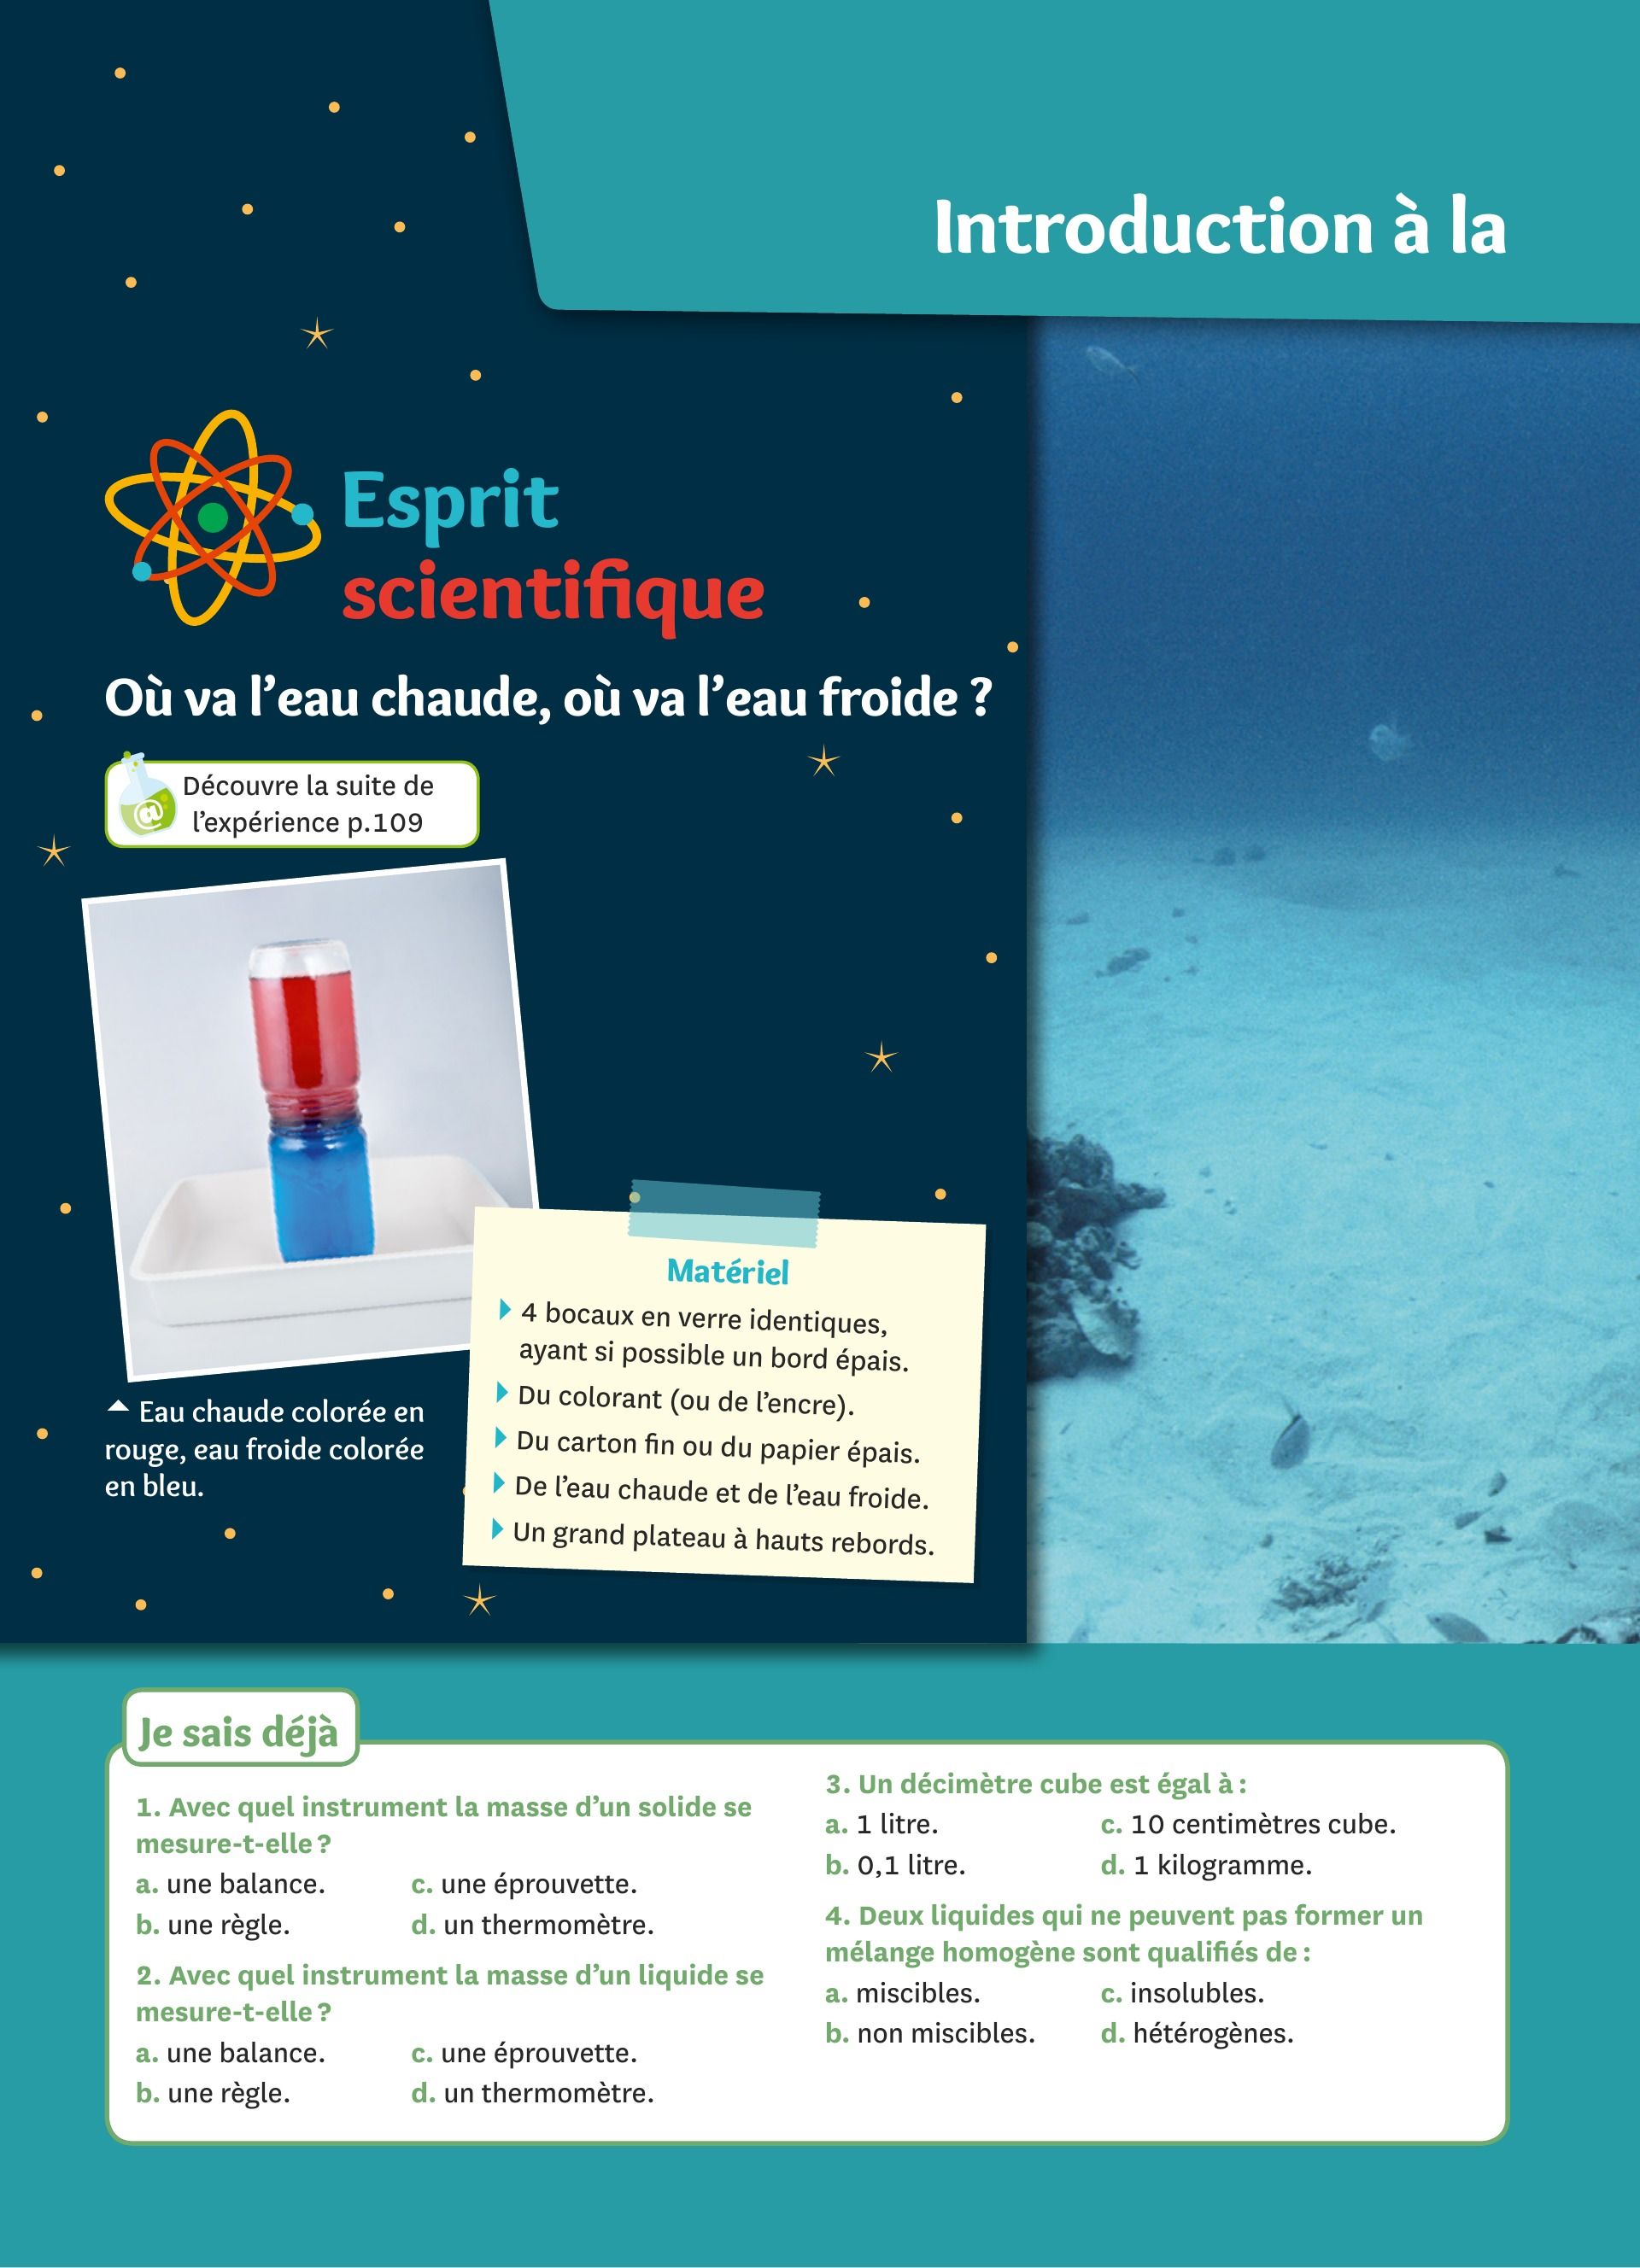 Introduction à la
Esprit
scientifique
Où va l’eau chaude, où va l’eau froide ?
@
Découvre la suite de
l’expérience p.109
Eau chaude colorée en
rouge, eau froide colorée
en bleu.
Matériel
4 bocaux en verre identiques,
ayant si possible un bord épais.
Du colorant (ou de l’encre).
Du carton fin ou du papier épais.
De l’eau chaude et de l’eau froide.
Un grand plateau à hauts rebords.
Je sais déjà
1. Avec quel instrument la masse d’un solide se
mesure-t-elle ?
a. une balance.
b. une règle.
c. une éprouvette.
d. un thermomètre.
2. Avec quel instrument la masse d’un liquide se
mesure-t-elle ?
a. une balance.
b. une règle.
c. une éprouvette.
d. un thermomètre.
3. Un décimètre cube est égal à :
a. 1 litre.
b. 0,1 litre.
c. 10 centimètres cube.
d. 1 kilogramme.
4. Deux liquides qui ne peuvent pas former un
mélange homogène sont qualifiés de :
a. miscibles.
b. non miscibles.
c. insolubles.
d. hétérogènes.